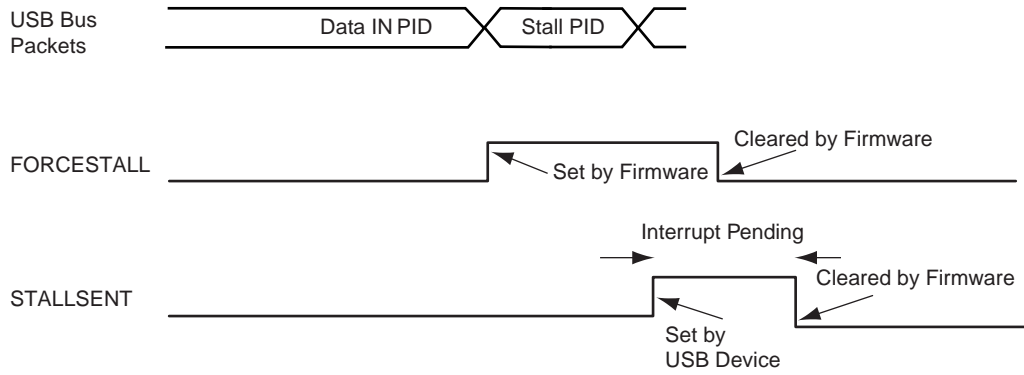 USB Bus
Packets
Data IN PID
Stall PID
FORCESTALL
Set by Firmware
Cleared by Firmware
Interrupt Pending
STALLSENT
Set by
USB Device
Cleared by Firmware